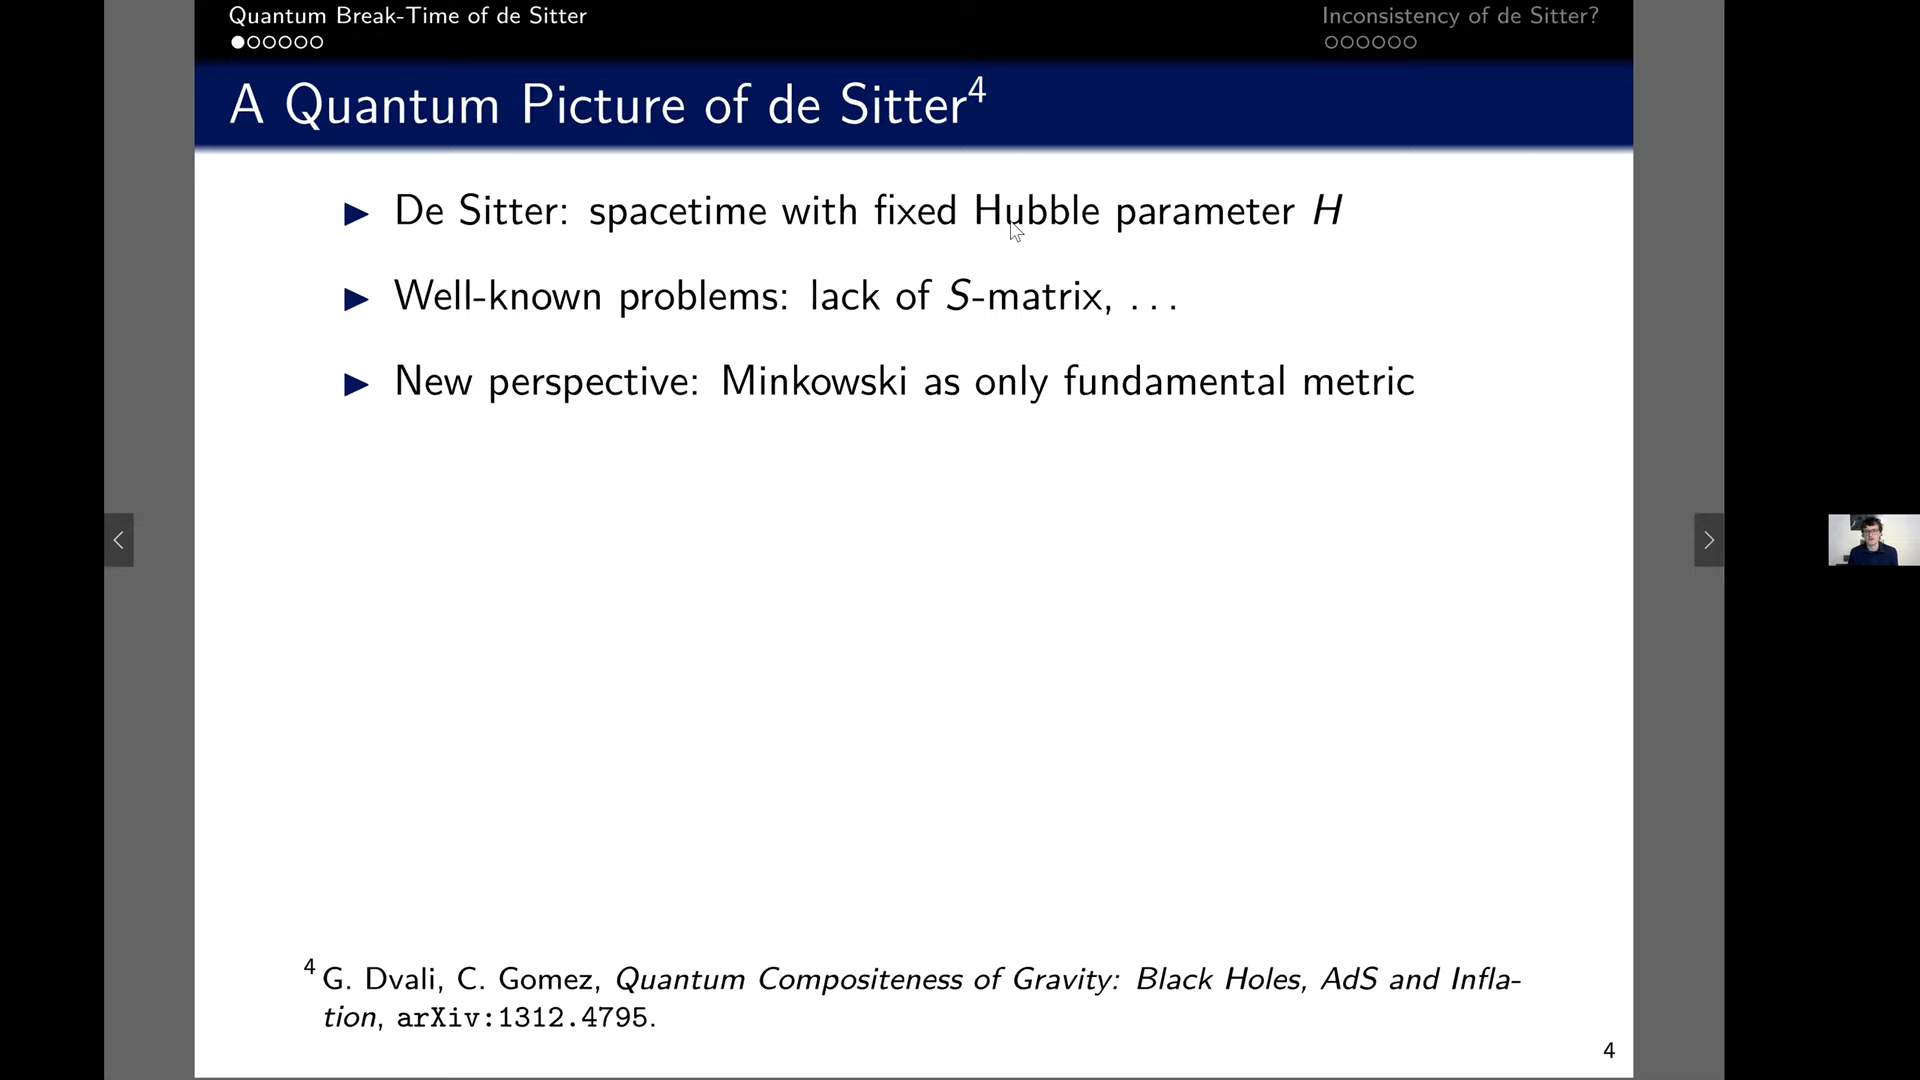 Quantum Break-Time of de Sitter
Inconsistency of de Sitter?
A Quantum Picture of de Sitter⁴
De Sitter: spacetime with fixed Hubble parameter H
Well-known problems: lack of S-matrix, ...
New perspective: Minkowski as only fundamental metric
⁴ G. Dvali, C. Gomez, Quantum Compositeness of Gravity: Black Holes, AdS and Infla-
tion, arXiv:1312.4795.
4